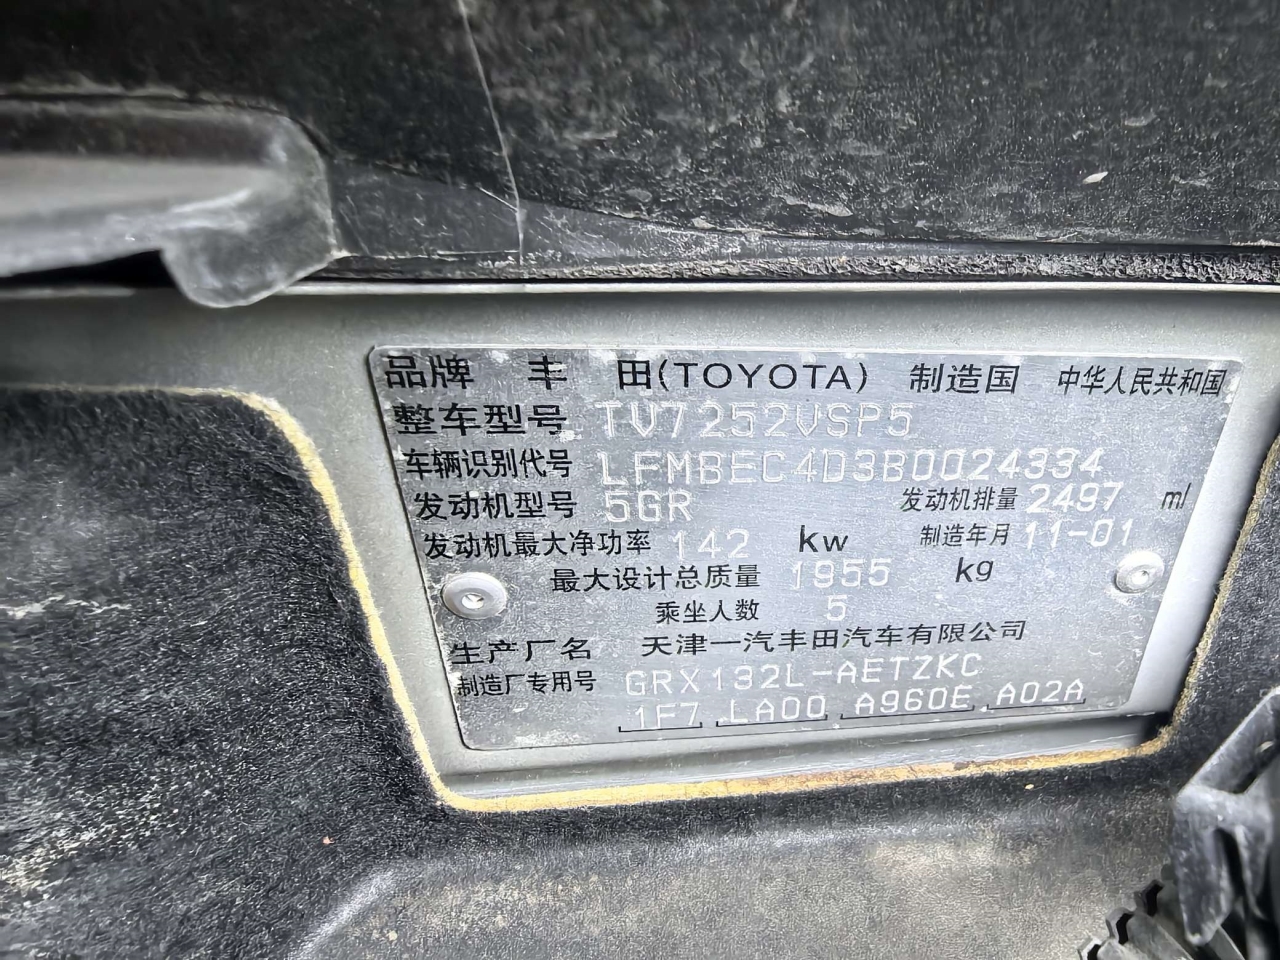 品牌 丰 田(TOYOTA) 制造国 中华人民共和国
整车型号 TV7252VSP5
车辆识别代号 LFMBEC4D3B0024334
发动机型号 5GR 发动机排量 2497 ml
发动机最大净功率 142 kw 制造年月 11-01
最大设计总质量 1955 kg
乘坐人数 5
生产厂名 天津一汽丰田汽车有限公司
制造厂专用号 GRX132L-AETZKC
1F7 LA00 A960E A02A